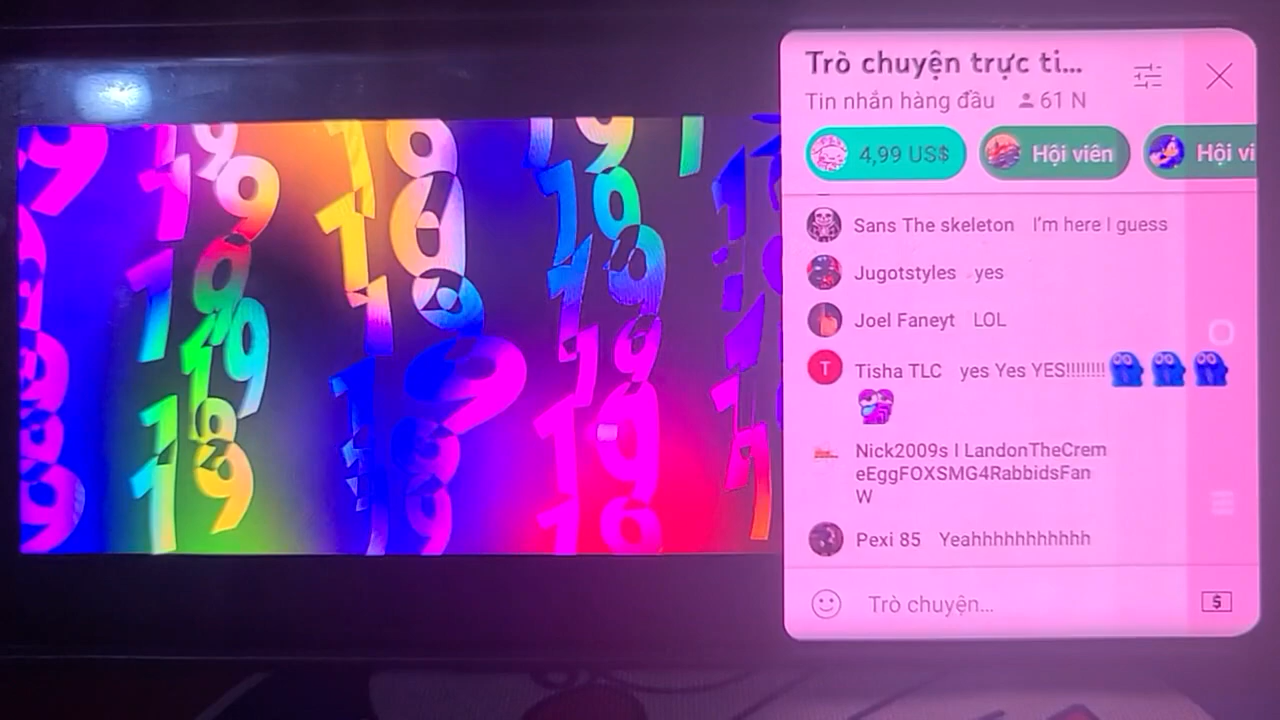 19
Trò chuyện trực ti...
Tin nhắn hàng đầu 61 N
4,99 US$ Hội viên Hội vi
Sans The skeleton I'm here I guess
Jugotstyles yes
Joel Faneyt LOL
T Tisha TLC yes Yes YES!!!!!!!!
Nick2009s I LandonTheCrem
eEggFOXSMG4RabbidsFan
W
Pexi 85 Yeahhhhhhhhhhh
Trò chuyện...
$